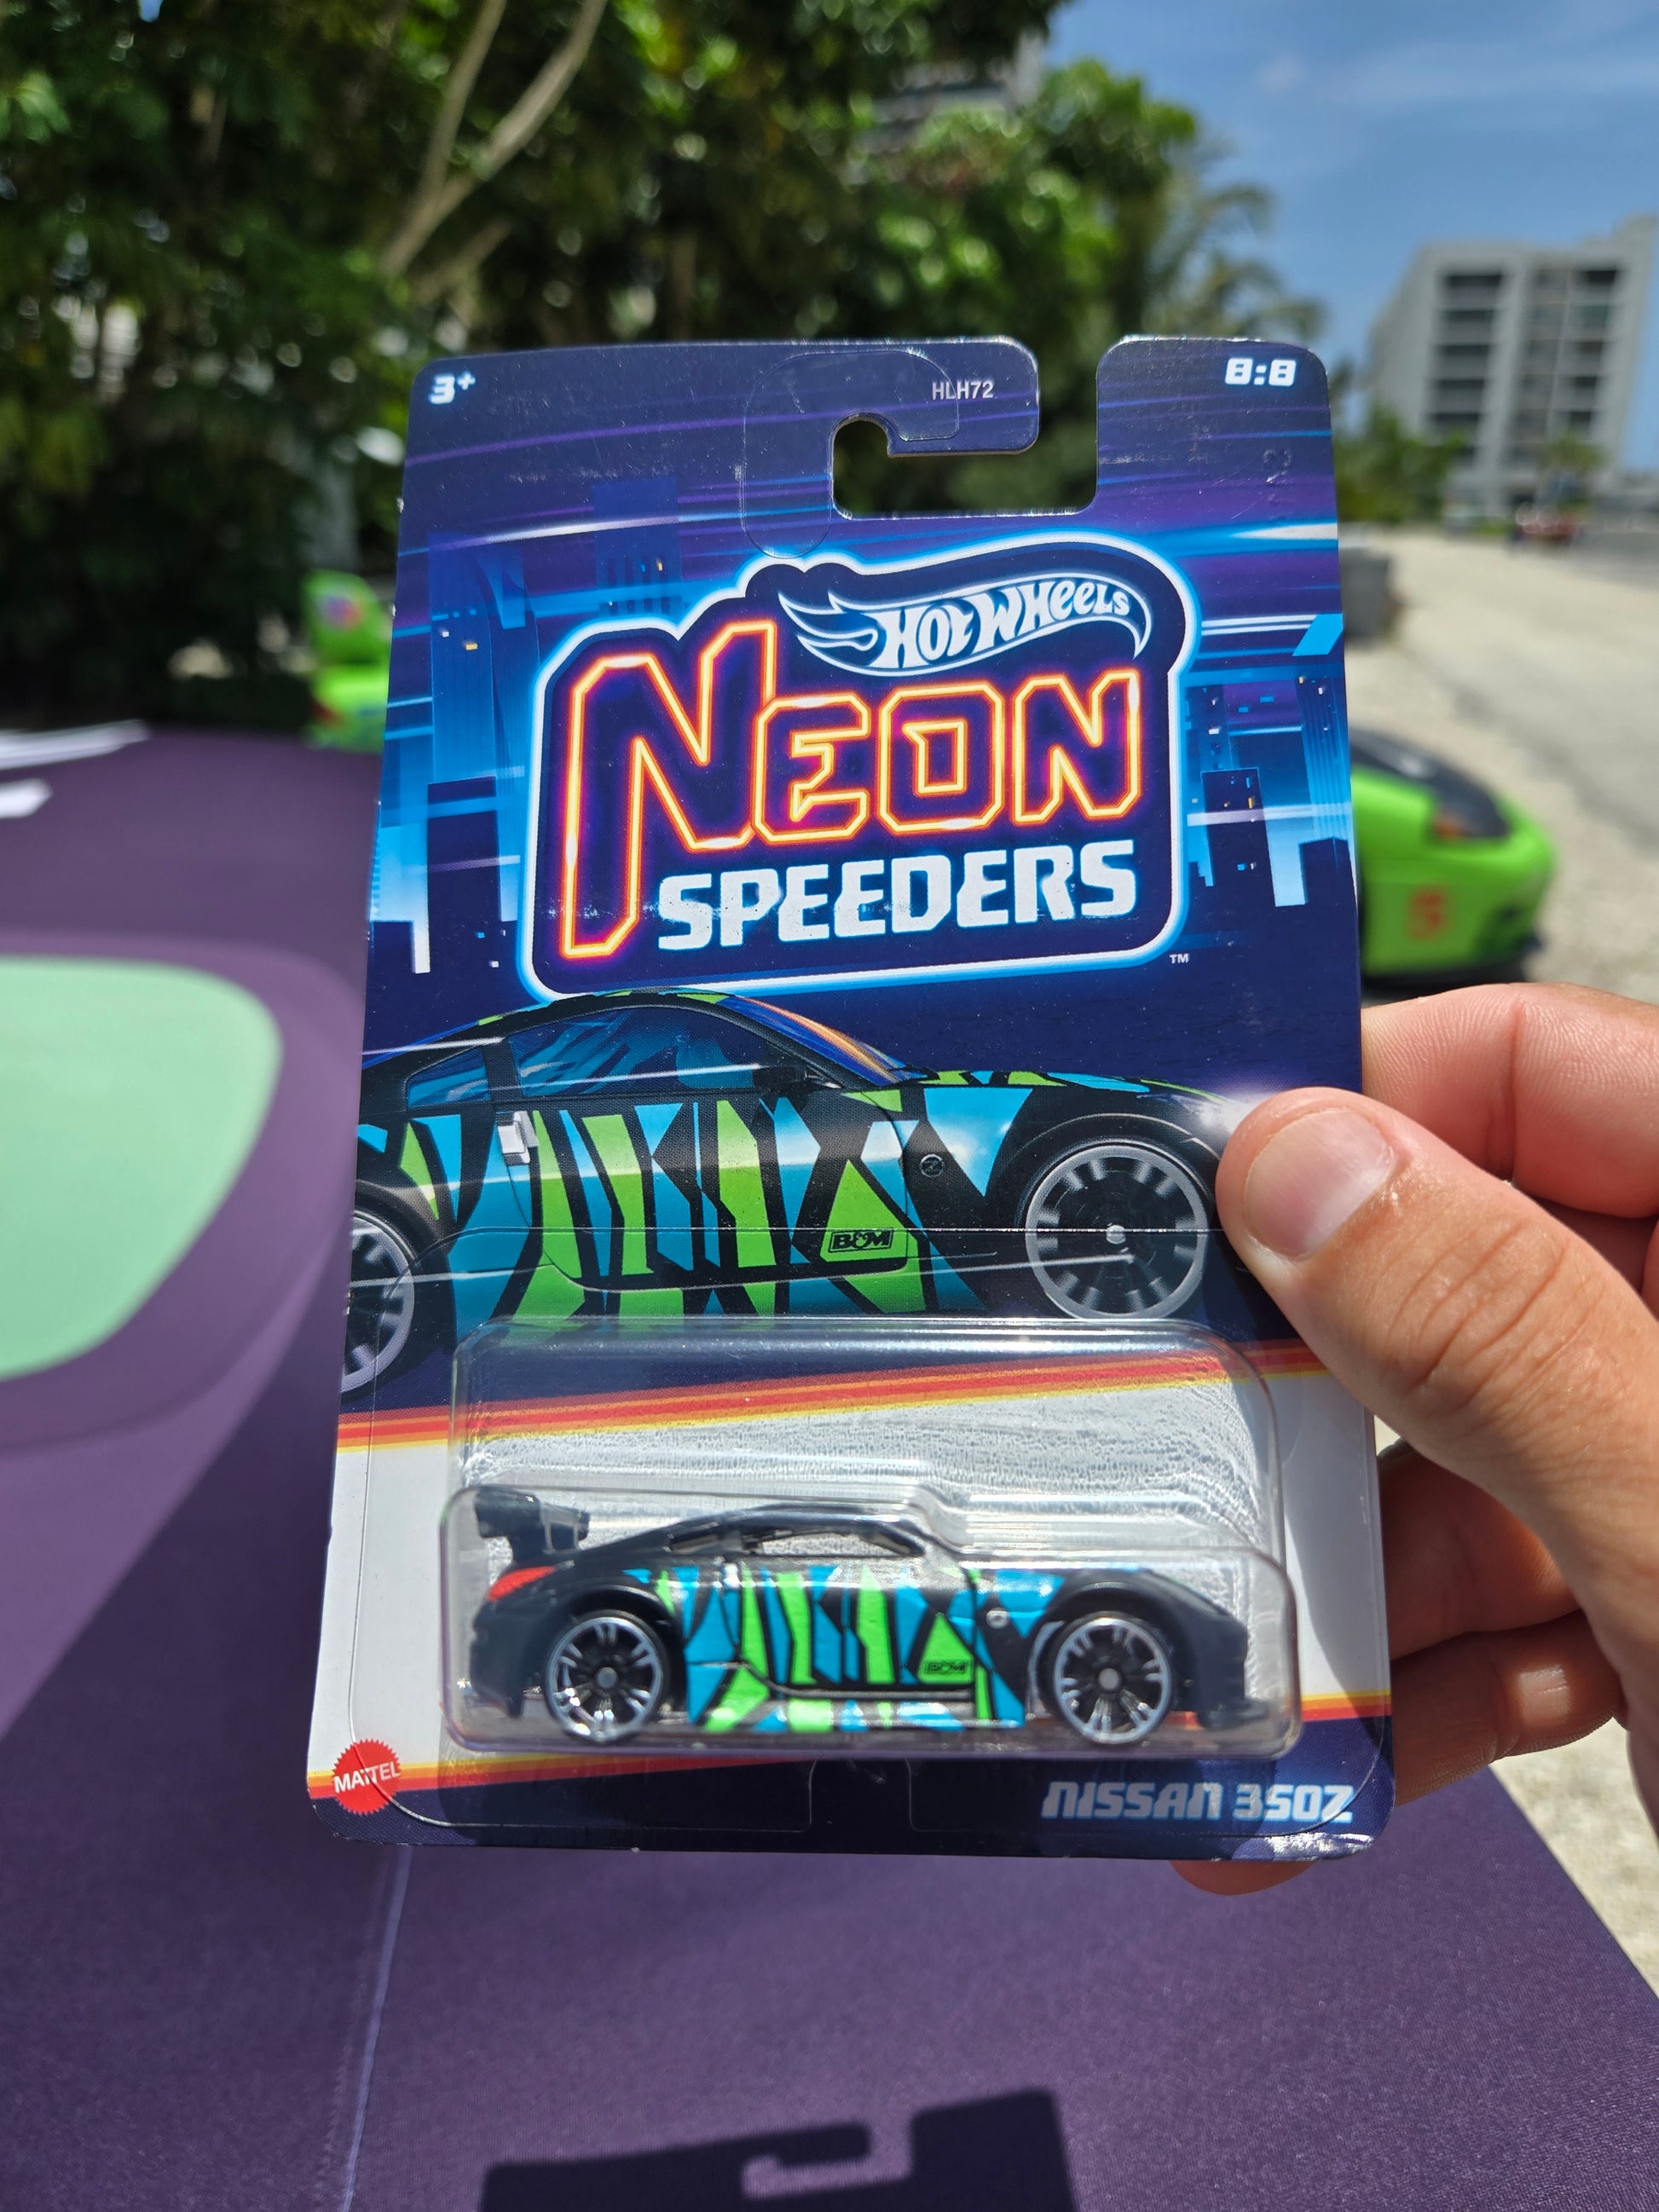 3+
HLH72
8:8
Hot Wheels
NEON
SPEEDERS
™
Z
B&M
B&M
MATTEL
NISSAN 350Z